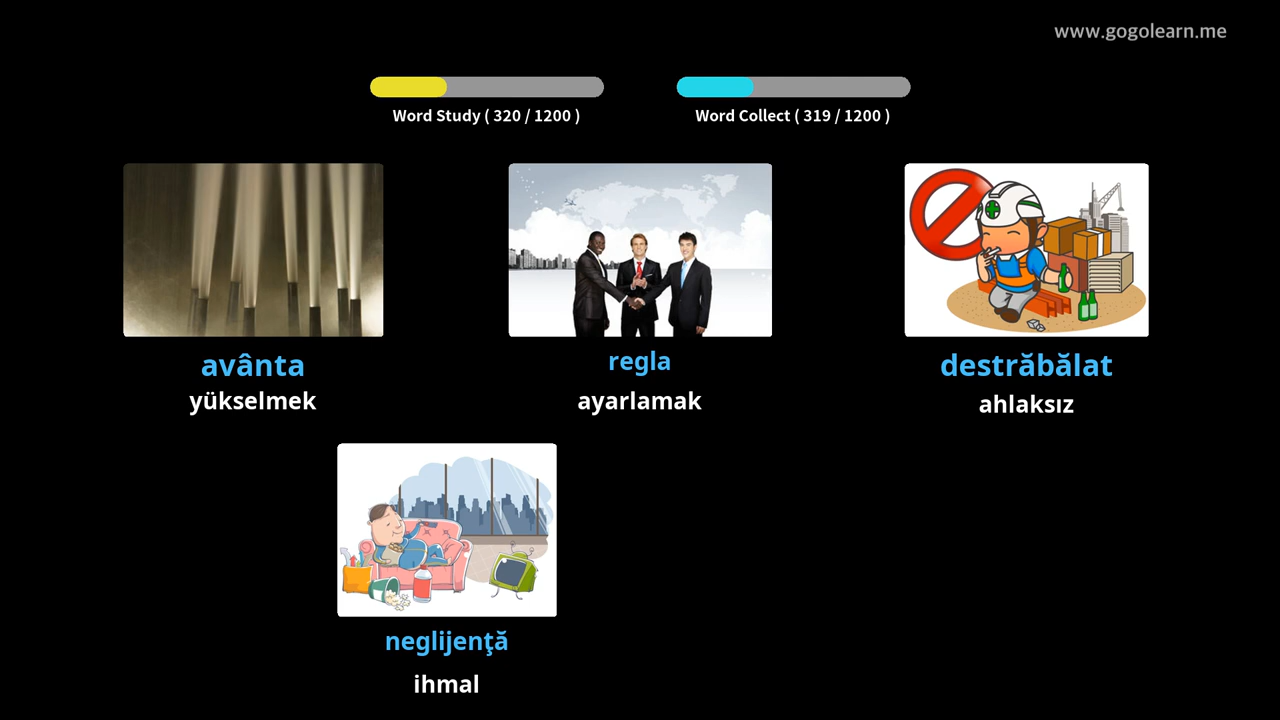 www.gogolearn.me
Word Study ( 320 / 1200 )
Word Collect ( 319 / 1200 )
avânta
yükselmek
regla
ayarlamak
destrăbălat
ahlaksız
neglijenţă
ihmal